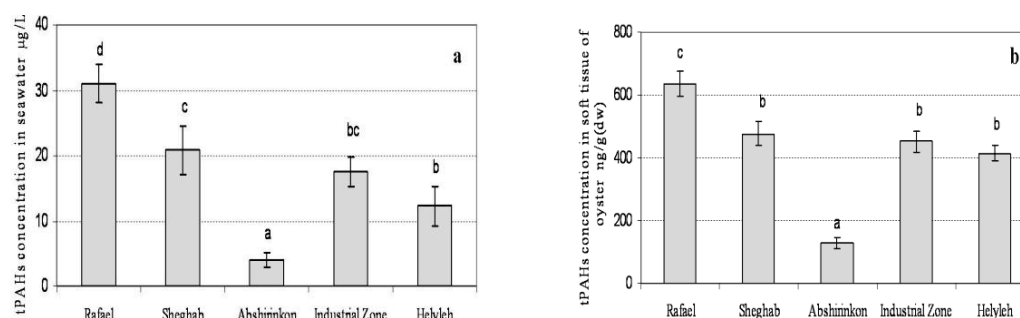 tPAHs concentration in seawater µg/L
40
30
20
10
0
a
d
c
a
bc
b
Rafael Sheghab Abshirinkon Industrial Zone Helyleh
tPAHs concentration in soft tissue of
oyster ng/g(dw)
800
600
400
200
0
b
c
b
a
b
b
Rafael Sheghab Abshirinkon Industrial Zone Helyleh